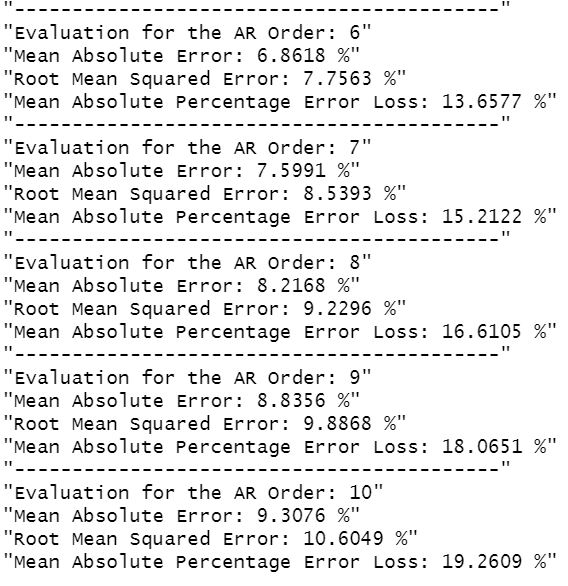 "------------------------------------------"
"Evaluation for the AR Order: 6"
"Mean Absolute Error: 6.8618 %"
"Root Mean Squared Error: 7.7563 %"
"Mean Absolute Percentage Error Loss: 13.6577 %"
"------------------------------------------"
"Evaluation for the AR Order: 7"
"Mean Absolute Error: 7.5991 %"
"Root Mean Squared Error: 8.5393 %"
"Mean Absolute Percentage Error Loss: 15.2122 %"
"------------------------------------------"
"Evaluation for the AR Order: 8"
"Mean Absolute Error: 8.2168 %"
"Root Mean Squared Error: 9.2296 %"
"Mean Absolute Percentage Error Loss: 16.6105 %"
"------------------------------------------"
"Evaluation for the AR Order: 9"
"Mean Absolute Error: 8.8356 %"
"Root Mean Squared Error: 9.8868 %"
"Mean Absolute Percentage Error Loss: 18.0651 %"
"------------------------------------------"
"Evaluation for the AR Order: 10"
"Mean Absolute Error: 9.3076 %"
"Root Mean Squared Error: 10.6049 %"
"Mean Absolute Percentage Error Loss: 19.2609 %"